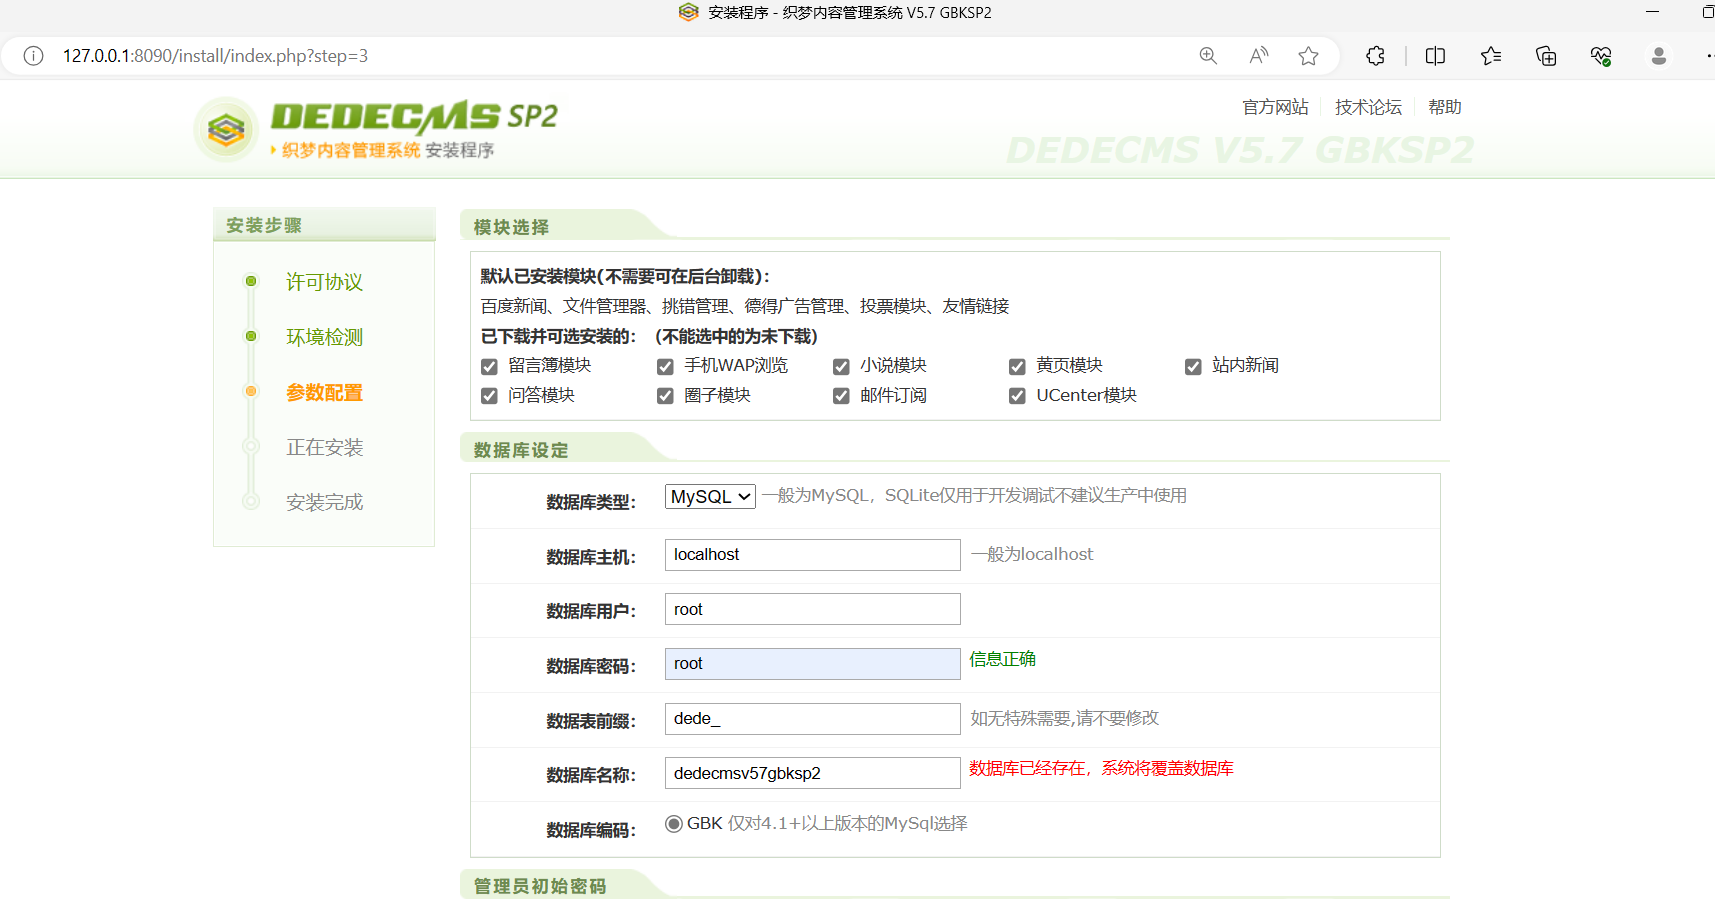 安装程序 - 织梦内容管理系统 V5.7 GBKSP2
127.0.0.1:8090/install/index.php?step=3
DEDECMS SP2
织梦内容管理系统 安装程序
官方网站 技术论坛 帮助
DEDECMS V5.7 GBKSP2
安装步骤
许可协议
环境检测
参数配置
正在安装
安装完成
模块选择
默认已安装模块(不需要可在后台卸载)：
百度新闻、文件管理器、挑错管理、德得广告管理、投票模块、友情链接
已下载并可选安装的： （不能选中的为未下载）
留言簿模块 手机WAP浏览 小说模块 黄页模块 站内新闻
问答模块 圈子模块 邮件订阅 UCenter模块
数据库设定
数据库类型： MySQL 一般为MySQL，SQLite仅用于开发调试不建议生产中使用
数据库主机： localhost 一般为localhost
数据库用户： root
数据库密码： root 信息正确
数据表前缀： dede_ 如无特殊需要,请不要修改
数据库名称： dedecmsv57gbksp2 数据库已经存在，系统将覆盖数据库
数据库编码： GBK 仅对4.1+以上版本的MySql选择
管理员初始密码